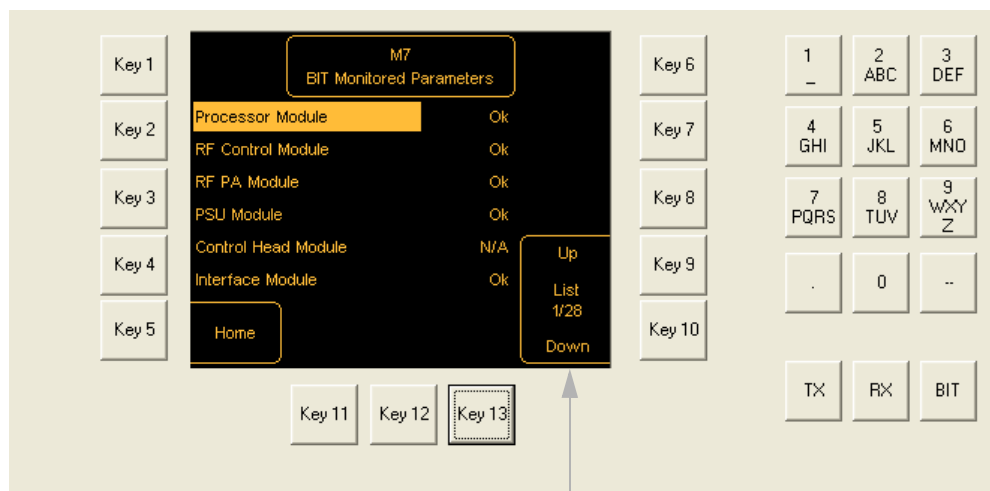 Key 1
Key 2
Key 3
Key 4
Key 5
M7
BIT Monitored Parameters
Processor Module Ok
RF Control Module Ok
RF PA Module Ok
PSU Module Ok
Control Head Module N/A
Interface Module Ok
Home
Up
List
1/28
Down
Key 6
Key 7
Key 8
Key 9
Key 10
Key 11 Key 12 Key 13
1
_
2
ABC
3
DEF
4
GHI
5
JKL
6
MNO
7
PQRS
8
TUV
9
WXY
Z
.
0
--
TX RX BIT